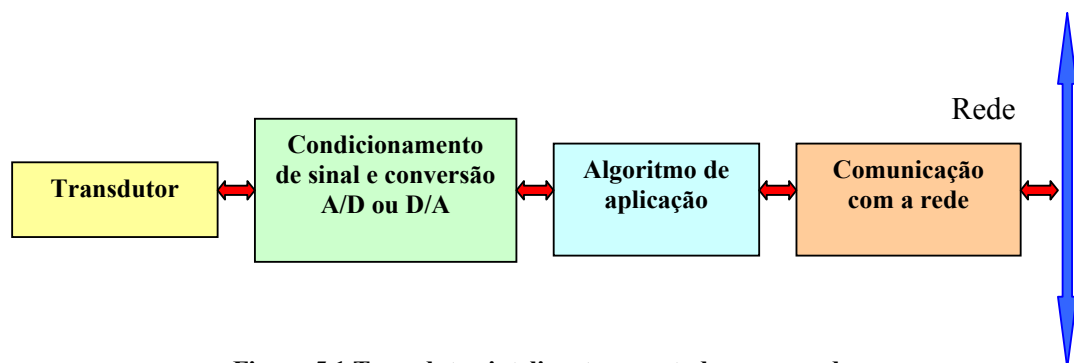 Rede
Transdutor
Condicionamento
de sinal e conversão
A/D ou D/A
Algoritmo de
aplicação
Comunicação
com a rede